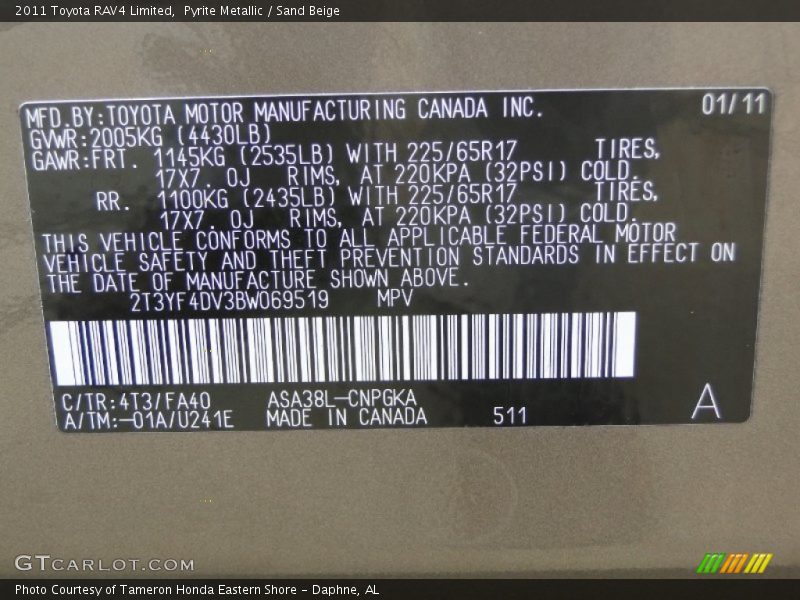 2011 Toyota RAV4 Limited, Pyrite Metallic / Sand Beige
MFD.BY:TOYOTA MOTOR MANUFACTURING CANADA INC. 01/11
GVWR:2005KG (4430LB)
GAWR:FRT. 1145KG (2535LB) WITH 225/65R17 TIRES,
17X7.0J RIMS, AT 220KPA (32PSI) COLD.
RR. 1100KG (2435LB) WITH 225/65R17 TIRES,
17X7.0J RIMS, AT 220KPA (32PSI) COLD.
THIS VEHICLE CONFORMS TO ALL APPLICABLE FEDERAL MOTOR
VEHICLE SAFETY AND THEFT PREVENTION STANDARDS IN EFFECT ON
THE DATE OF MANUFACTURE SHOWN ABOVE.
2T3YF4DV3BW069519 MPV
C/TR:4T3/FA40 ASA38L-CNPGKA
A/TM:-01A/U241E MADE IN CANADA 511 A
GTCARLOT.COM
Photo Courtesy of Tameron Honda Eastern Shore - Daphne, AL